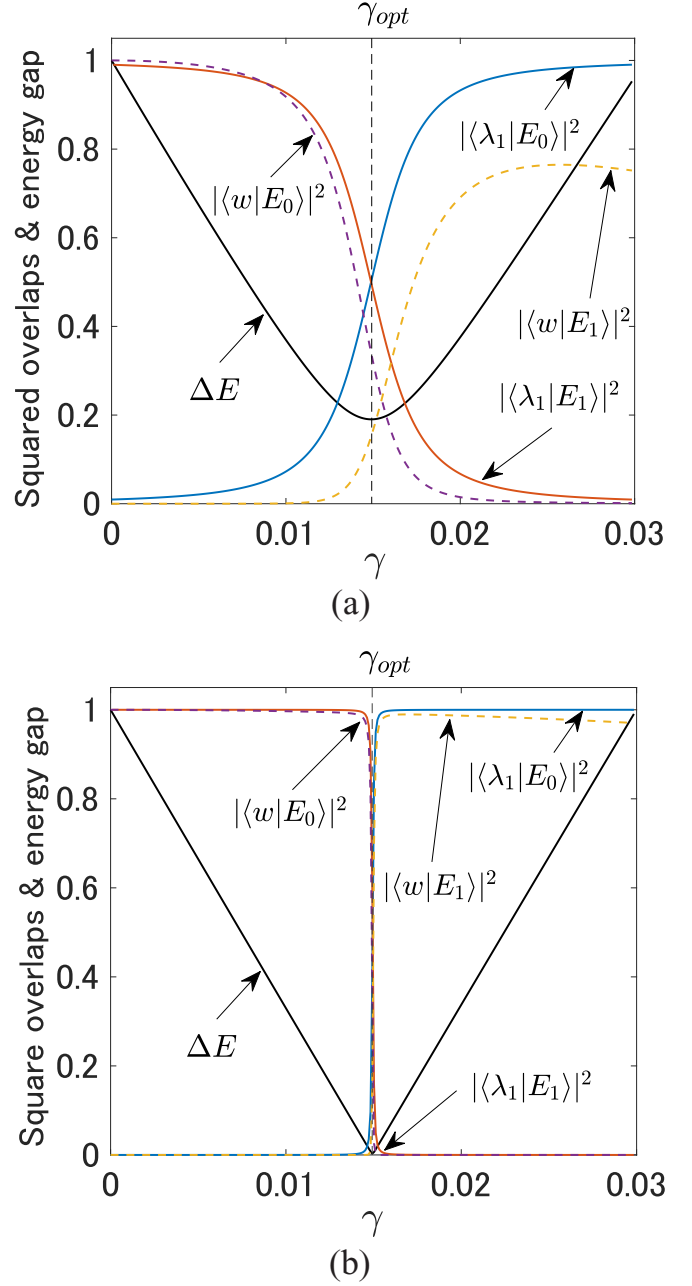 γ_opt
Squared overlaps & energy gap
1
0.8
0.6
0.4
0.2
0
|⟨λ₁|E₀⟩|²
|⟨w|E₀⟩|²
|⟨w|E₁⟩|²
ΔE
|⟨λ₁|E₁⟩|²
0 0.01 0.02 0.03
γ
(a)
γ_opt
Square overlaps & energy gap
1
0.8
0.6
0.4
0.2
0
|⟨λ₁|E₀⟩|²
|⟨w|E₀⟩|²
|⟨w|E₁⟩|²
ΔE
|⟨λ₁|E₁⟩|²
0 0.01 0.02 0.03
γ
(b)